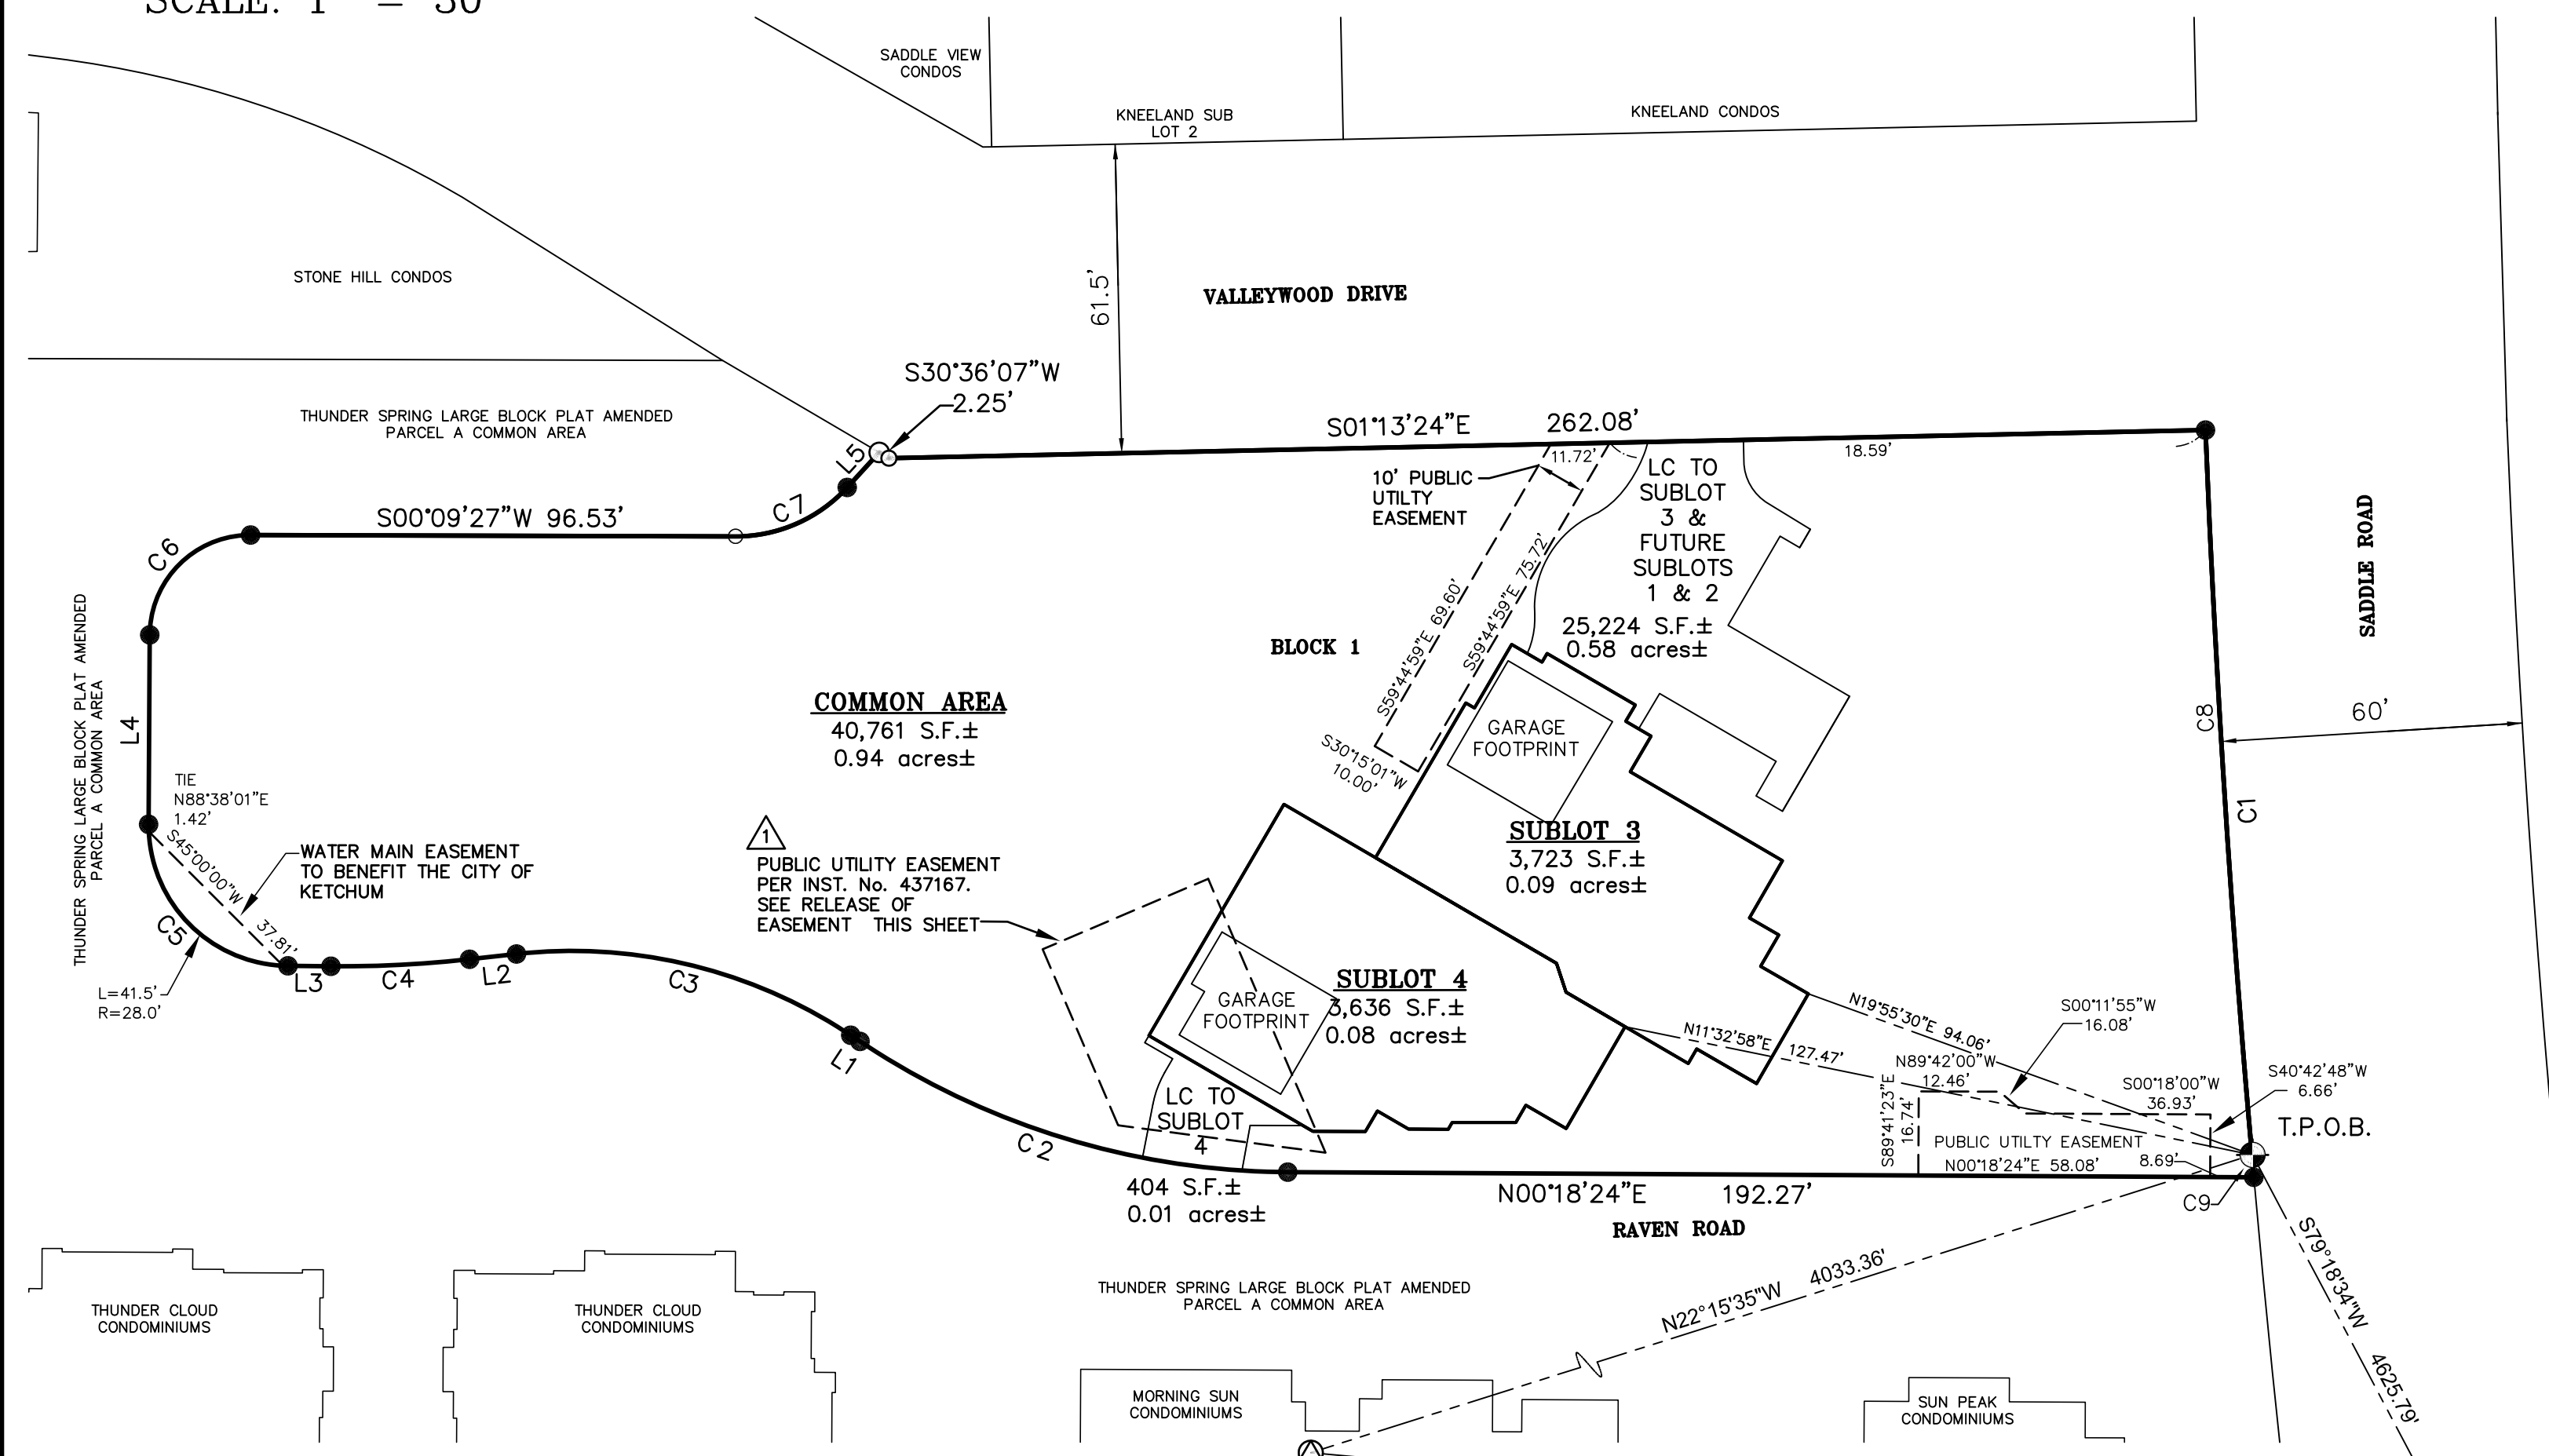 SCALE: 1" = 30'
SADDLE VIEW
CONDOS
KNEELAND SUB
LOT 2
KNEELAND CONDOS
STONE HILL CONDOS
61.5'
VALLEYWOOD DRIVE
S30°36'07"W
2.25'
THUNDER SPRING LARGE BLOCK PLAT AMENDED
PARCEL A COMMON AREA
L5
S01°13'24"E 262.08'
11.72'
18.59'
10' PUBLIC
UTILTY
EASEMENT
LC TO
SUBLOT
3 &
FUTURE
SUBLOTS
1 & 2
25,224 S.F.±
0.58 acres±
C7
S00°09'27"W 96.53'
C6
SADDLE ROAD
THUNDER SPRING LARGE BLOCK PLAT AMENDED
PARCEL A COMMON AREA
L4
S59°44'59"E 69.60'
S59°44'59"E 75.72'
BLOCK 1
COMMON AREA
40,761 S.F.±
0.94 acres±
S30°15'01"W
10.00'
GARAGE
FOOTPRINT
C8
60'
C1
TIE
N88°38'01"E
1.42'
S45°00'00"W 37.81'
WATER MAIN EASEMENT
TO BENEFIT THE CITY OF
KETCHUM
1
PUBLIC UTILITY EASEMENT
PER INST. No. 437167.
SEE RELEASE OF
EASEMENT THIS SHEET
SUBLOT 3
3,723 S.F.±
0.09 acres±
C5
L=41.5'
R=28.0'
L3
C4
L2
C3
L1
C2
SUBLOT 4
3,636 S.F.±
0.08 acres±
GARAGE
FOOTPRINT
LC TO
SUBLOT
4
404 S.F.±
0.01 acres±
N19°55'30"E 94.06'
N11°32'58"E 127.47'
S00°11'55"W
16.08'
N89°42'00"W
12.46'
S00°18'00"W
36.93'
S40°42'48"W
6.66'
S89°41'23"E
16.74'
T.P.O.B.
PUBLIC UTILTY EASEMENT
N00°18'24"E 58.08'
8.69'
C9
N00°18'24"E 192.27'
RAVEN ROAD
S79°18'34"W 4625.79'
N22°15'35"W 4033.36'
THUNDER SPRING LARGE BLOCK PLAT AMENDED
PARCEL A COMMON AREA
THUNDER CLOUD
CONDOMINIUMS
THUNDER CLOUD
CONDOMINIUMS
MORNING SUN
CONDOMINIUMS
SUN PEAK
CONDOMINIUMS